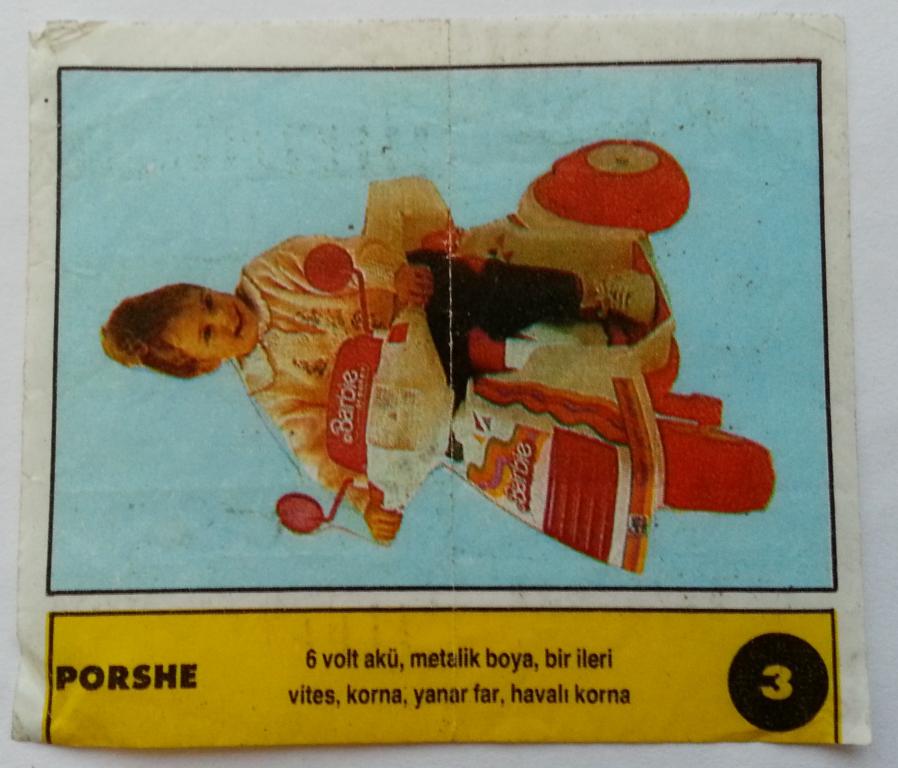 Barbie
Barbie
PORSHE
6 volt akü, metalik boya, bir ileri
vites, korna, yanar far, havalı korna
3